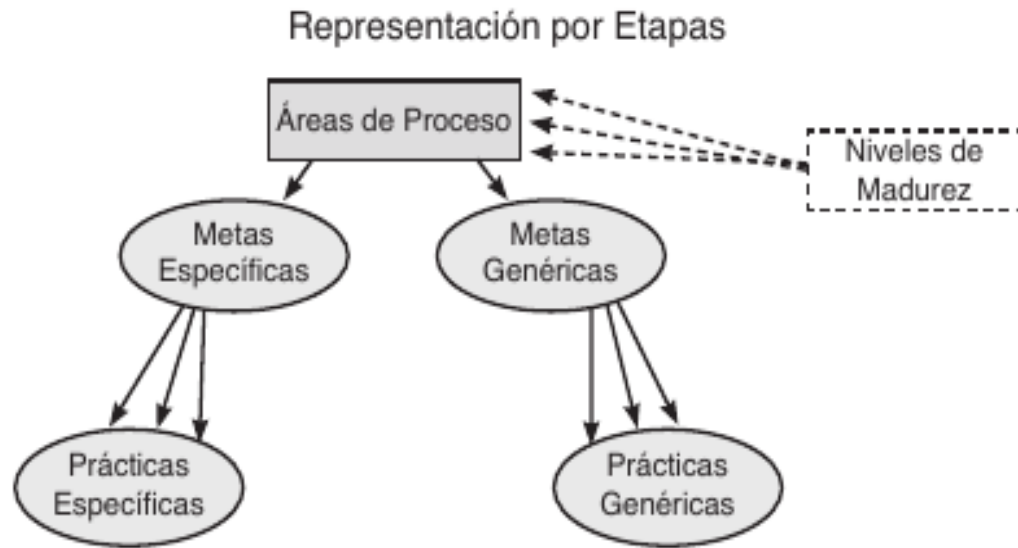 Representación por Etapas
Áreas de Proceso
Niveles de
Madurez
Metas
Específicas
Metas
Genéricas
Prácticas
Específicas
Prácticas
Genéricas